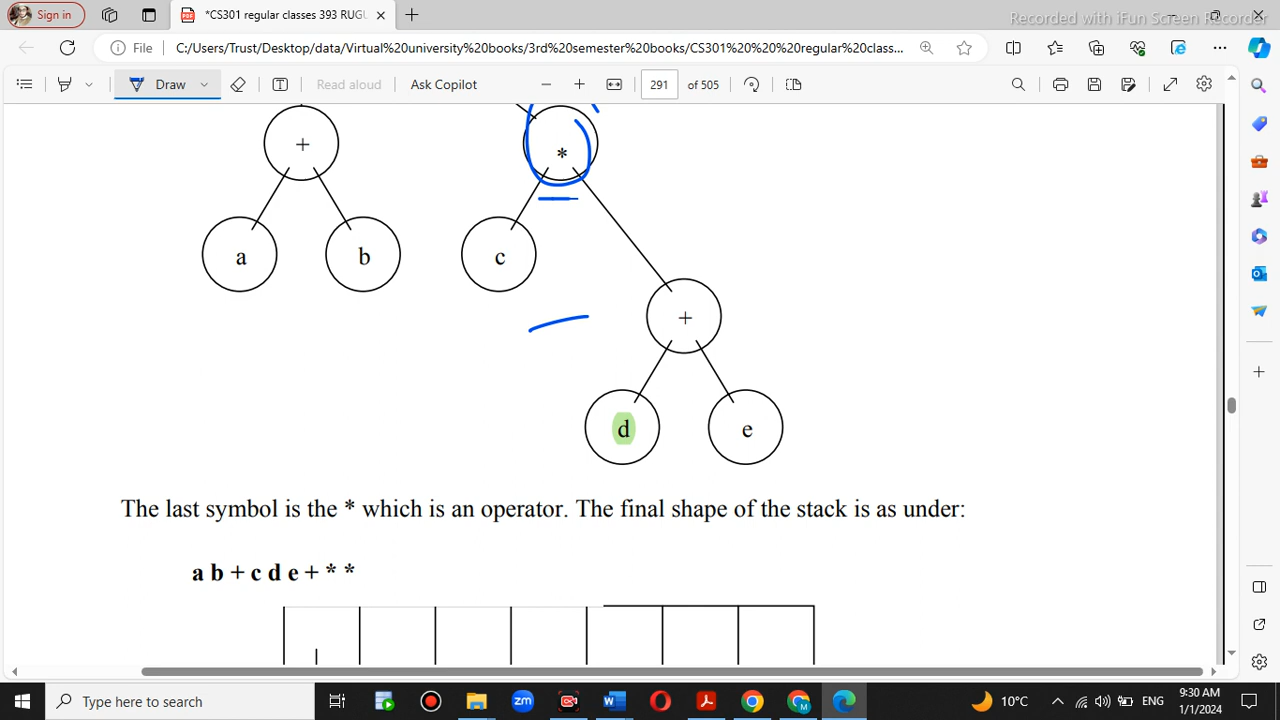 Sign in
*CS301 regular classes 393 RUGU
Recorded with iFun Screen Recorder
File
C:/Users/Trust/Desktop/data/Virtual%20university%20books/3rd%20semester%20books/CS301%20%20%20regular%20class...
Draw
Read aloud
Ask Copilot
291 of 505
+ *
a b c
+
d e
The last symbol is the * which is an operator. The final shape of the stack is as under:
a b + c d e + * *
Type here to search
10°C
ENG
9:30 AM
1/1/2024